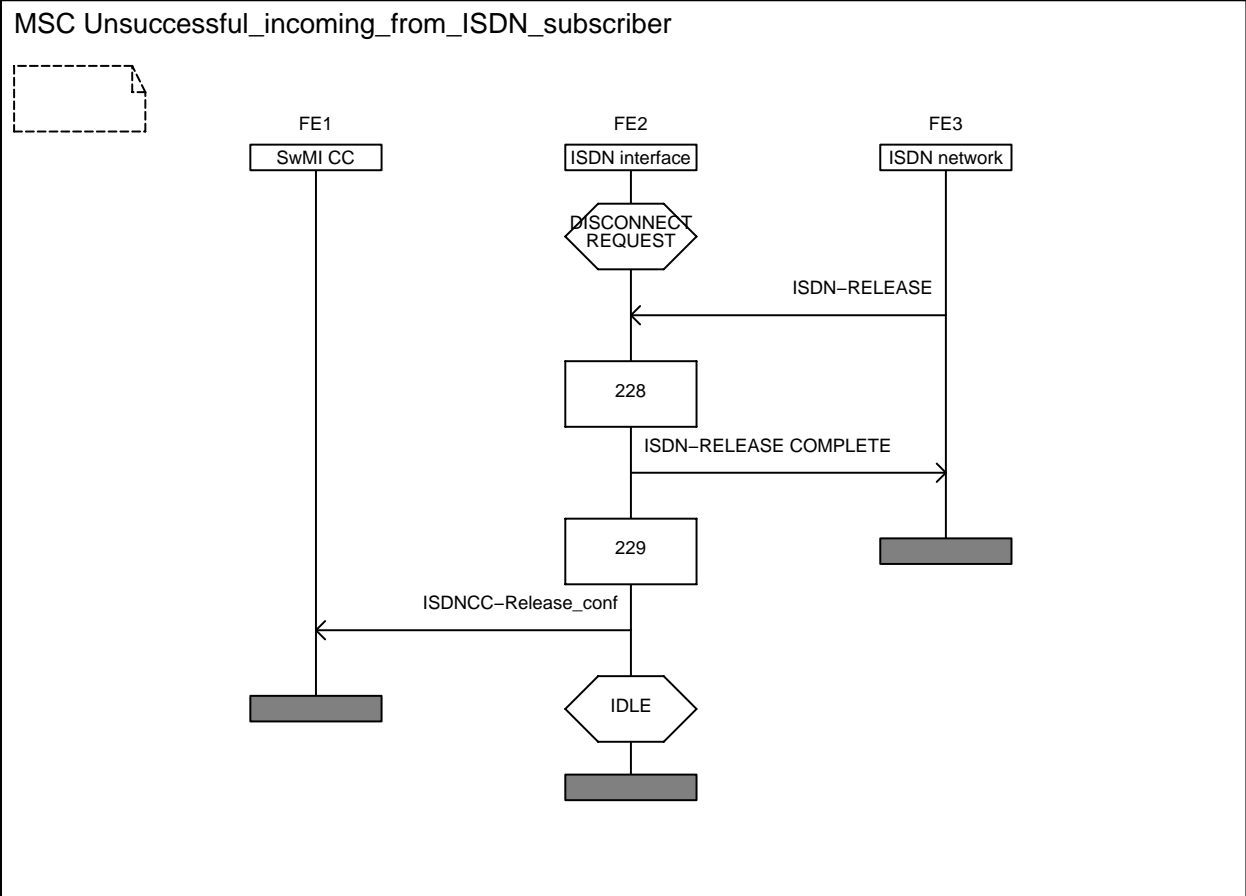 MSC Unsuccessful_incoming_from_ISDN_subscriber
FE1
FE2
FE3
SwMI CC
ISDN interface
ISDN network
DISCONNECT
REQUEST
ISDN−RELEASE
228
ISDN−RELEASE COMPLETE
229
ISDNCC−Release_conf
IDLE